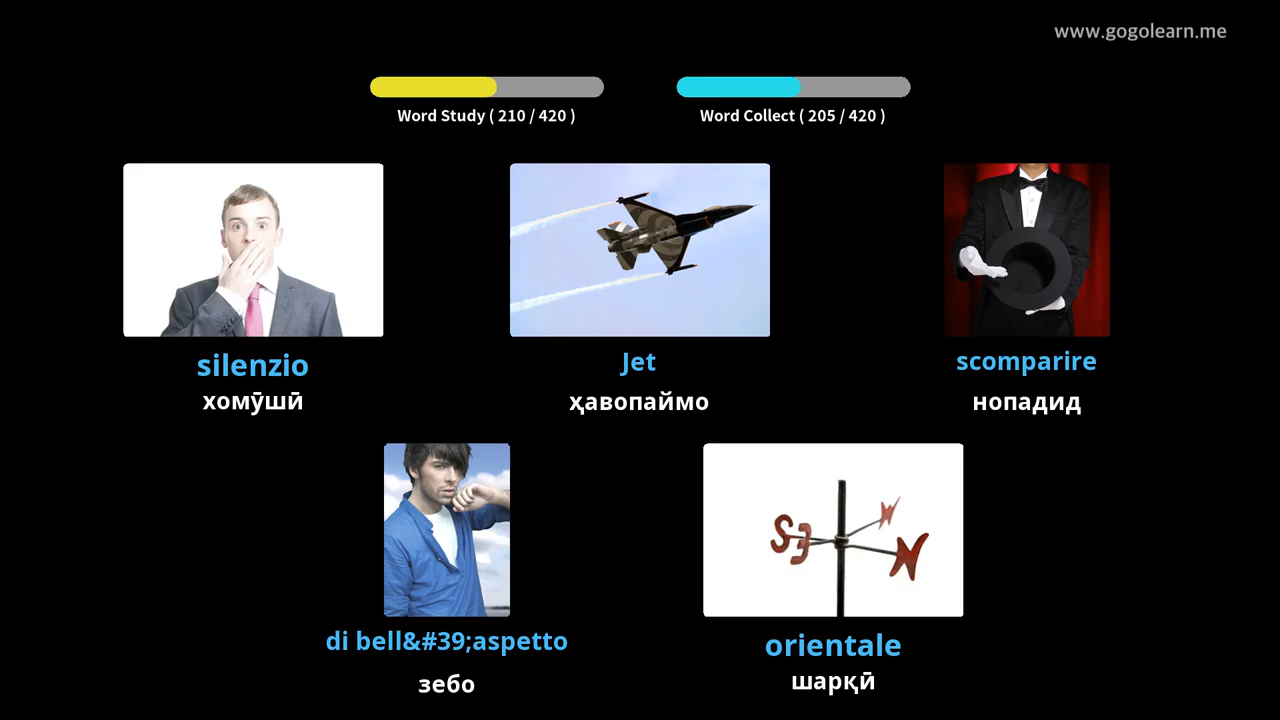 www.gogolearn.me
Word Study ( 210 / 420 )
Word Collect ( 205 / 420 )
silenzio
хомӯшӣ
Jet
ҳавопаймо
scomparire
нопадид
di bell&#39;aspetto
зебо
orientale
шарқӣ